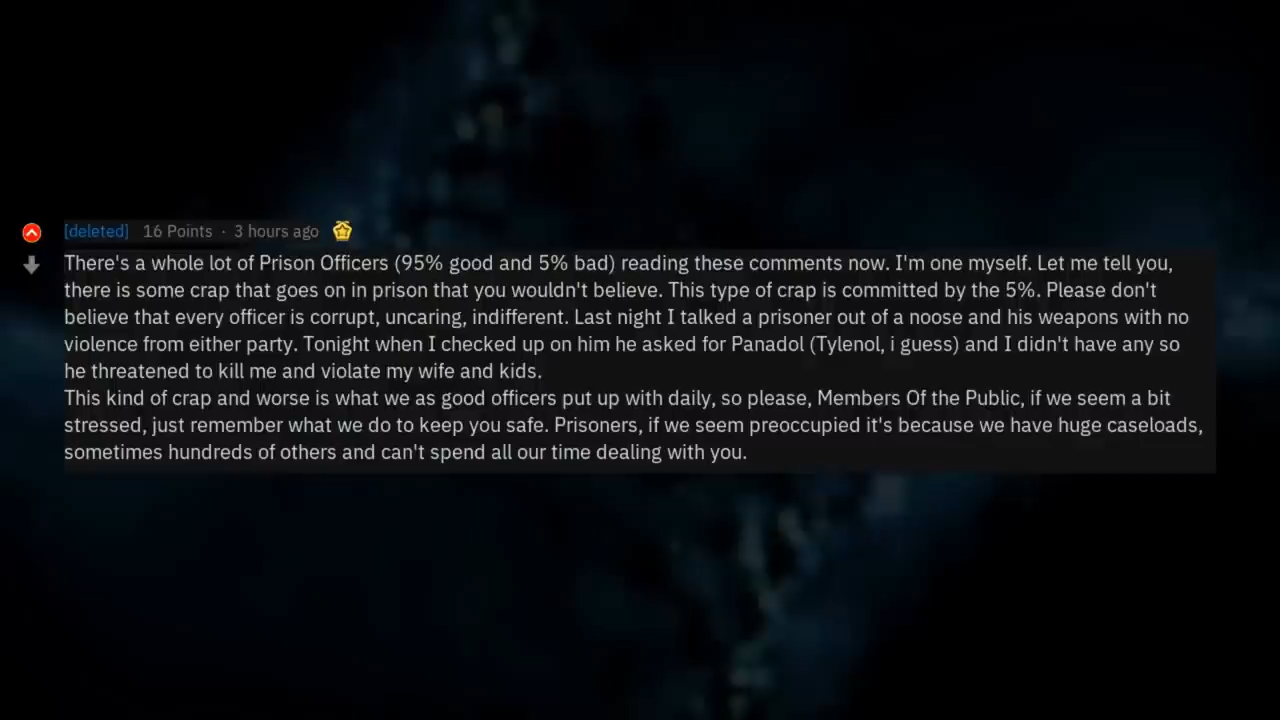 [deleted] 16 Points · 3 hours ago
There's a whole lot of Prison Officers (95% good and 5% bad) reading these comments now. I'm one myself. Let me tell you,
there is some crap that goes on in prison that you wouldn't believe. This type of crap is committed by the 5%. Please don't
believe that every officer is corrupt, uncaring, indifferent. Last night I talked a prisoner out of a noose and his weapons with no
violence from either party. Tonight when I checked up on him he asked for Panadol (Tylenol, i guess) and I didn't have any so
he threatened to kill me and violate my wife and kids.
This kind of crap and worse is what we as good officers put up with daily, so please, Members Of the Public, if we seem a bit
stressed, just remember what we do to keep you safe. Prisoners, if we seem preoccupied it's because we have huge caseloads,
sometimes hundreds of others and can't spend all our time dealing with you.